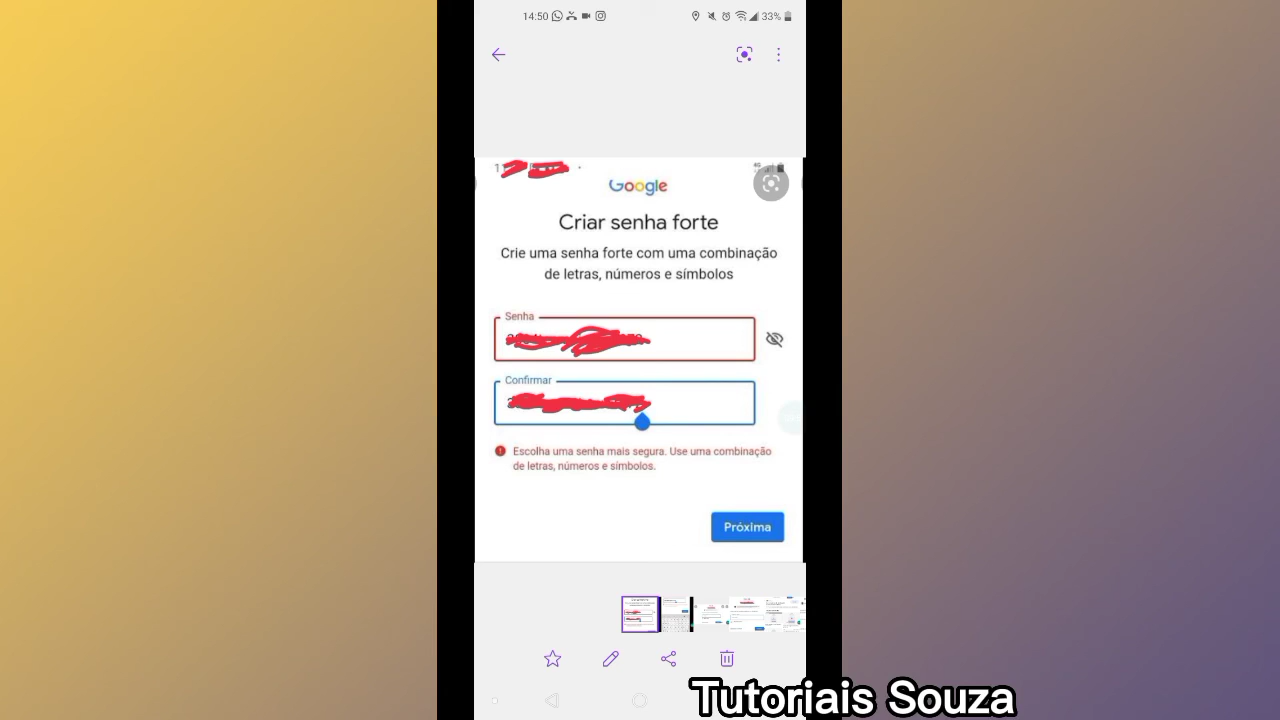 14:50
33%
Google
Criar senha forte
Crie uma senha forte com uma combinação
de letras, números e símbolos
Senha
Confirmar
Escolha uma senha mais segura. Use uma combinação
de letras, números e símbolos.
Próxima
Tutoriais Souza